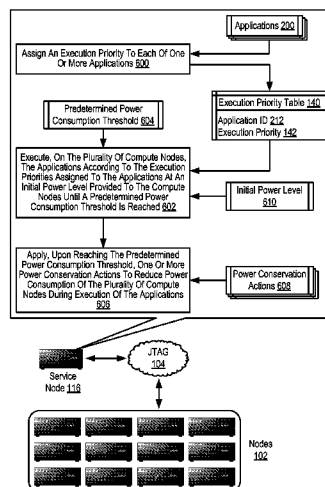 Applications 200
Assign An Execution Priority To Each Of One
Or More Applications 600
Execution Priority Table 140
Application ID 212
Execution Priority 142
Predetermined Power
Consumption Threshold 604
Execute, On The Plurality Of Compute Nodes,
The Applications According To The Execution
Priorities Assigned To The Applications At An
Initial Power Level Provided To The Compute
Nodes Until A Predetermined Power
Consumption Threshold Is Reached 602
Initial Power Level
610
Apply, Upon Reaching The Predetermined
Power Consumption Threshold, One Or More
Power Conservation Actions To Reduce Power
Consumption Of The Plurality Of Compute
Nodes During Execution Of The Applications
606
Power Conservation
Actions 608
JTAG
104
Service
Node 116
Nodes
102